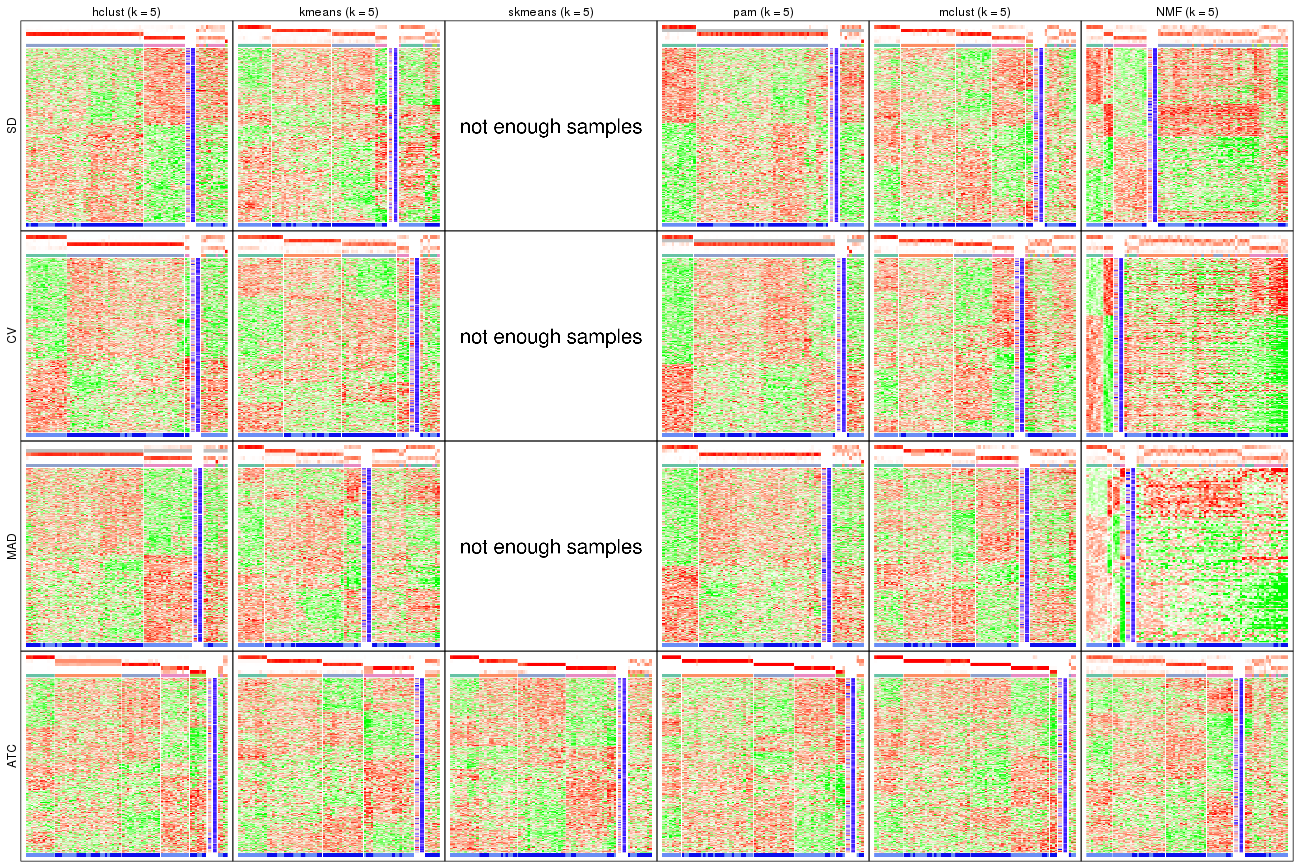 hclust (k = 5) kmeans (k = 5) skmeans (k = 5) pam (k = 5) mclust (k = 5) NMF (k = 5)
SD
not enough samples
CV
not enough samples
MAD
not enough samples
ATC